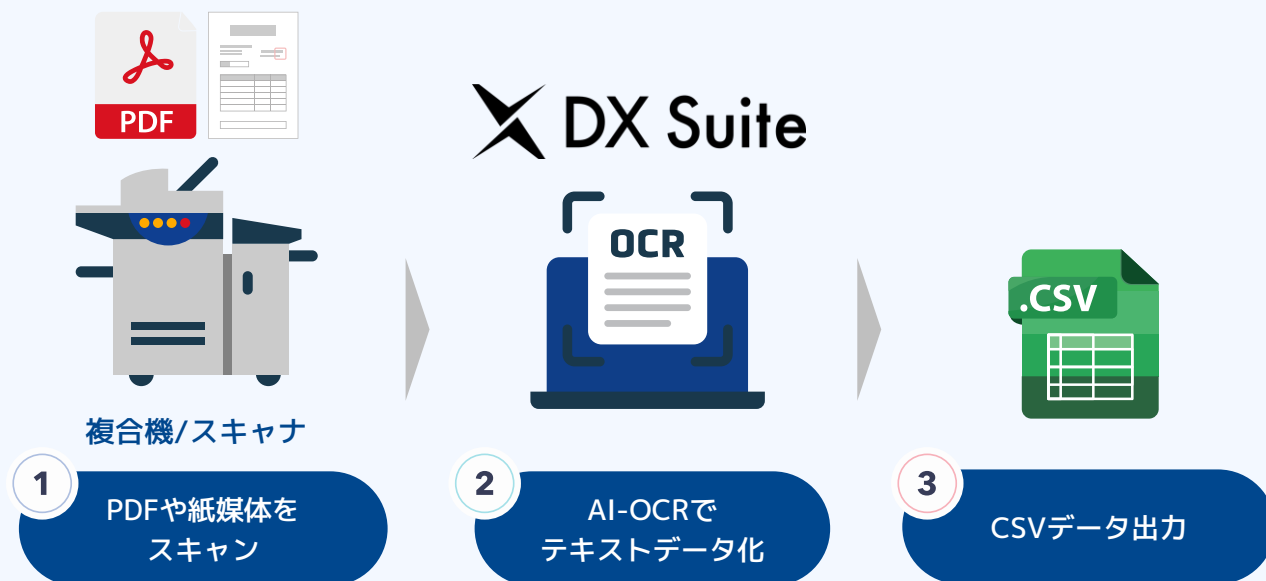 PDF
DX Suite
OCR
.CSV
複合機/スキャナ
1
PDFや紙媒体を
スキャン
2
AI-OCRで
テキストデータ化
3
CSVデータ出力